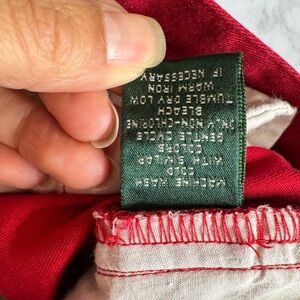 MACHINE WASH
COLD
WITH SIMILAR
COLORS
GENTLE CYCLE
ONLY NON-CHLORINE
BLEACH
TUMBLE DRY LOW
WARM IRON
IF NECESSARY